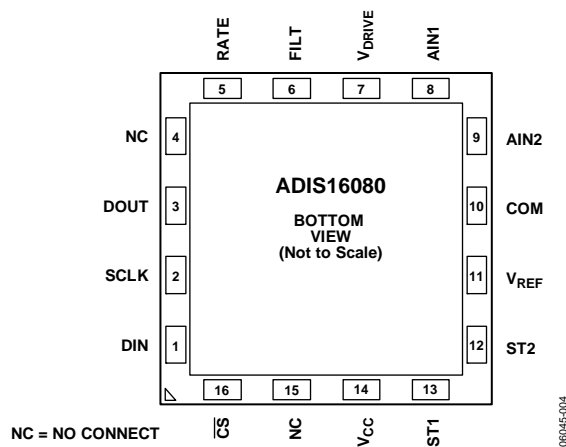 RATE
FILT
VDRIVE
AIN1
5
6
7
8
NC
4
9
AIN2
DOUT
3
10
COM
SCLK
2
11
VREF
DIN
1
12
ST2
ADIS16080
BOTTOM
VIEW
(Not to Scale)
16
15
14
13
CS
NC
VCC
ST1
NC = NO CONNECT
06045-004